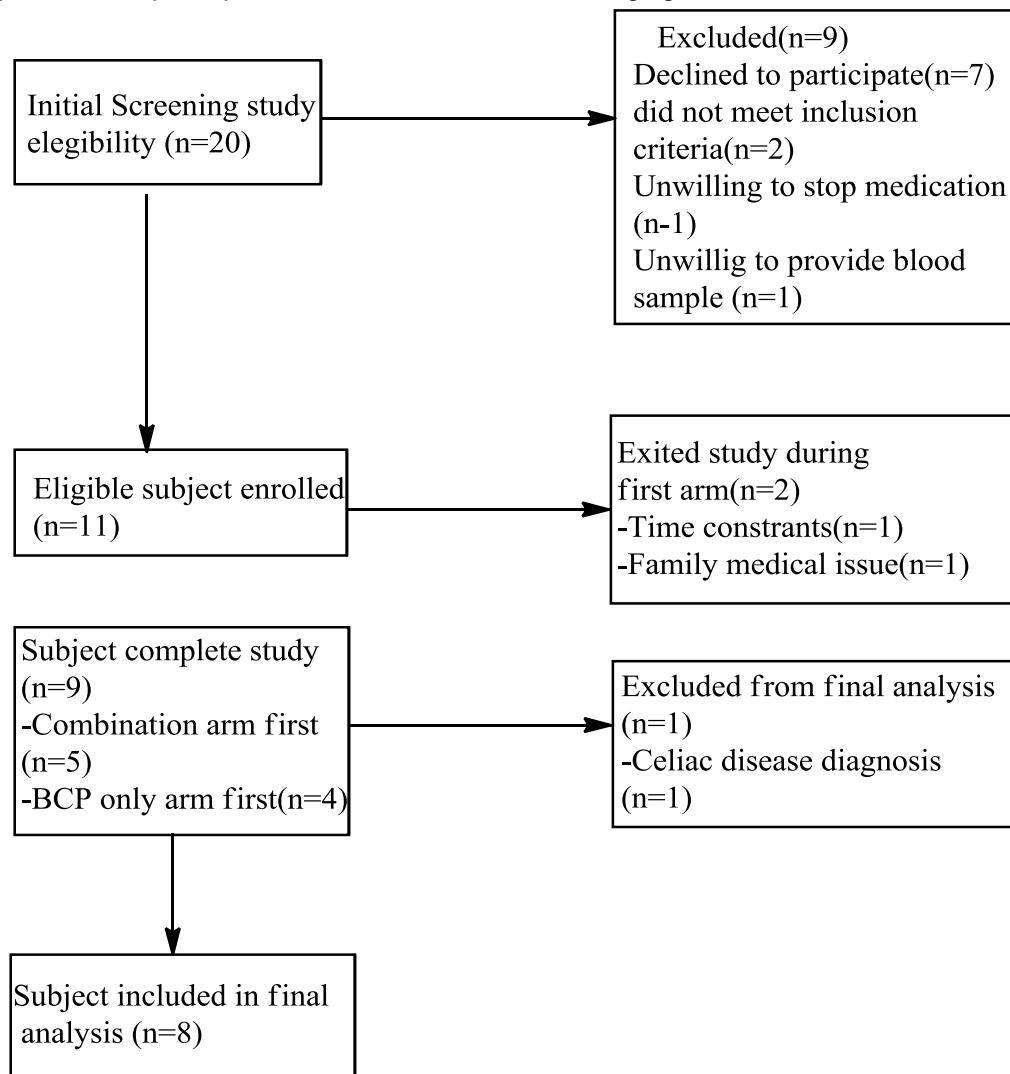 Initial Screening study
elegibility (n=20)
Excluded(n=9)
Declined to participate(n=7)
did not meet inclusion
criteria(n=2)
Unwilling to stop medication
(n-1)
Unwillig to provide blood
sample (n=1)
Eligible subject enrolled
(n=11)
Exited study during
first arm(n=2)
-Time constrants(n=1)
-Family medical issue(n=1)
Subject complete study
(n=9)
-Combination arm first
(n=5)
-BCP only arm first(n=4)
Excluded from final analysis
(n=1)
-Celiac disease diagnosis
(n=1)
Subject included in final
analysis (n=8)